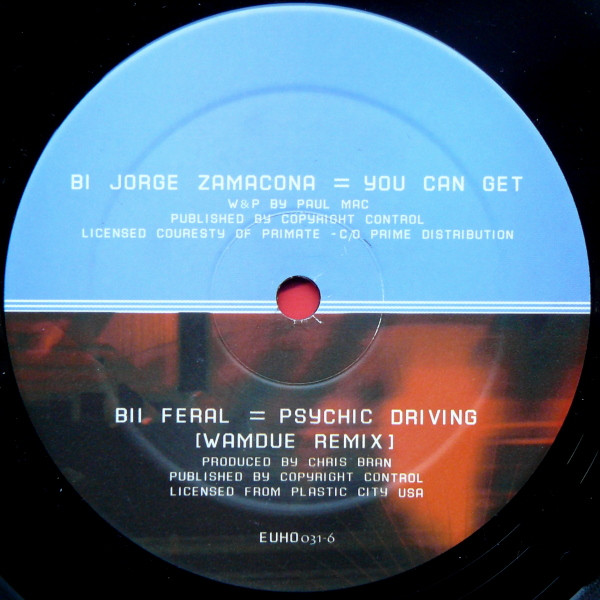 BI JORGE ZAMACONA = YOU CAN GET
W&P BY PAUL MAC
PUBLISHED BY COPYRIGHT CONTROL
LICENSED COURESTY OF PRIMATE - C/O PRIME DISTRIBUTION
BII FERAL = PSYCHIC DRIVING
[WAMDUE REMIX]
PRODUCED BY CHRIS BRAN
PUBLISHED BY COPYRIGHT CONTROL
LICENSED FROM PLASTIC CITY USA
EUHO031-6